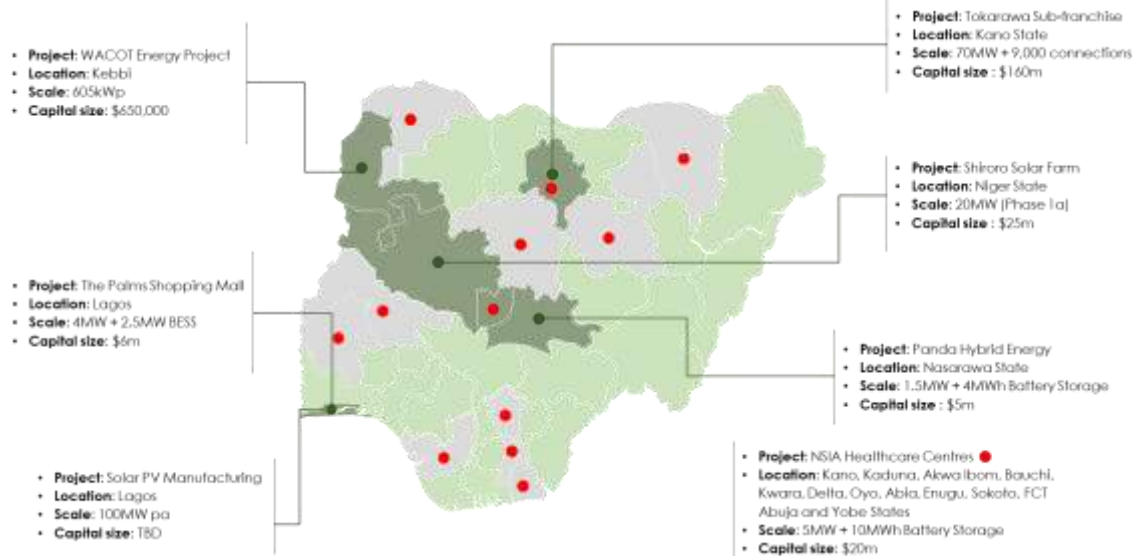 • Project: WACOT Energy Project
• Location: Kebbi
• Scale: 605kWp
• Capital size: $650,000
• Project: Tokarawa Sub-franchise
• Location: Kano State
• Scale: 70MW + 9,000 connections
• Capital size : $160m
• Project: Shiroro Solar Farm
• Location: Niger State
• Scale: 20MW (Phase 1a)
• Capital size : $25m
• Project: The Palms Shopping Mall
• Location: Lagos
• Scale: 4MW + 2.5MW BESS
• Capital size: $6m
• Project: Panda Hybrid Energy
• Location: Nasarawa State
• Scale: 1.5MW + 4MWh Battery Storage
• Capital size : $5m
• Project: Solar PV Manufacturing
• Location: Lagos
• Scale: 100MW pa
• Capital size: TBD
• Project: NSIA Healthcare Centres
• Location: Kano, Kaduna, Akwa Ibom, Bauchi,
Kwara, Delta, Oyo, Abia, Enugu, Sokoto, FCT
Abuja and Yobe States
• Scale: 5MW + 10MWh Battery Storage
• Capital size: $20m